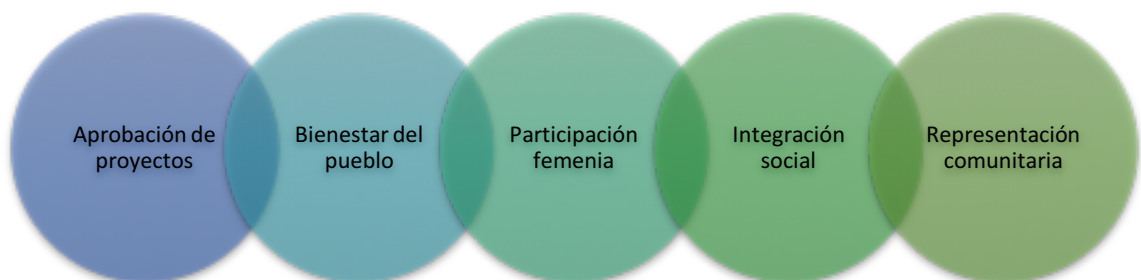 Aprobación de
proyectos
Bienestar del
pueblo
Participación
femenia
Integración
social
Representación
comunitaria